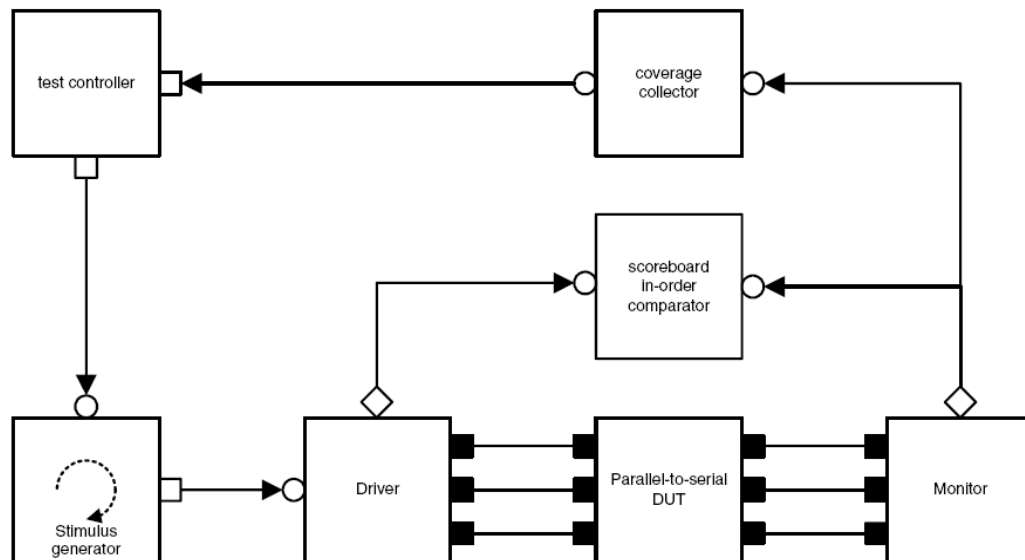 test controller
coverage
collector
scoreboard
in-order
comparator
Stimulus
generator
Driver
Parallel-to-serial
DUT
Monitor